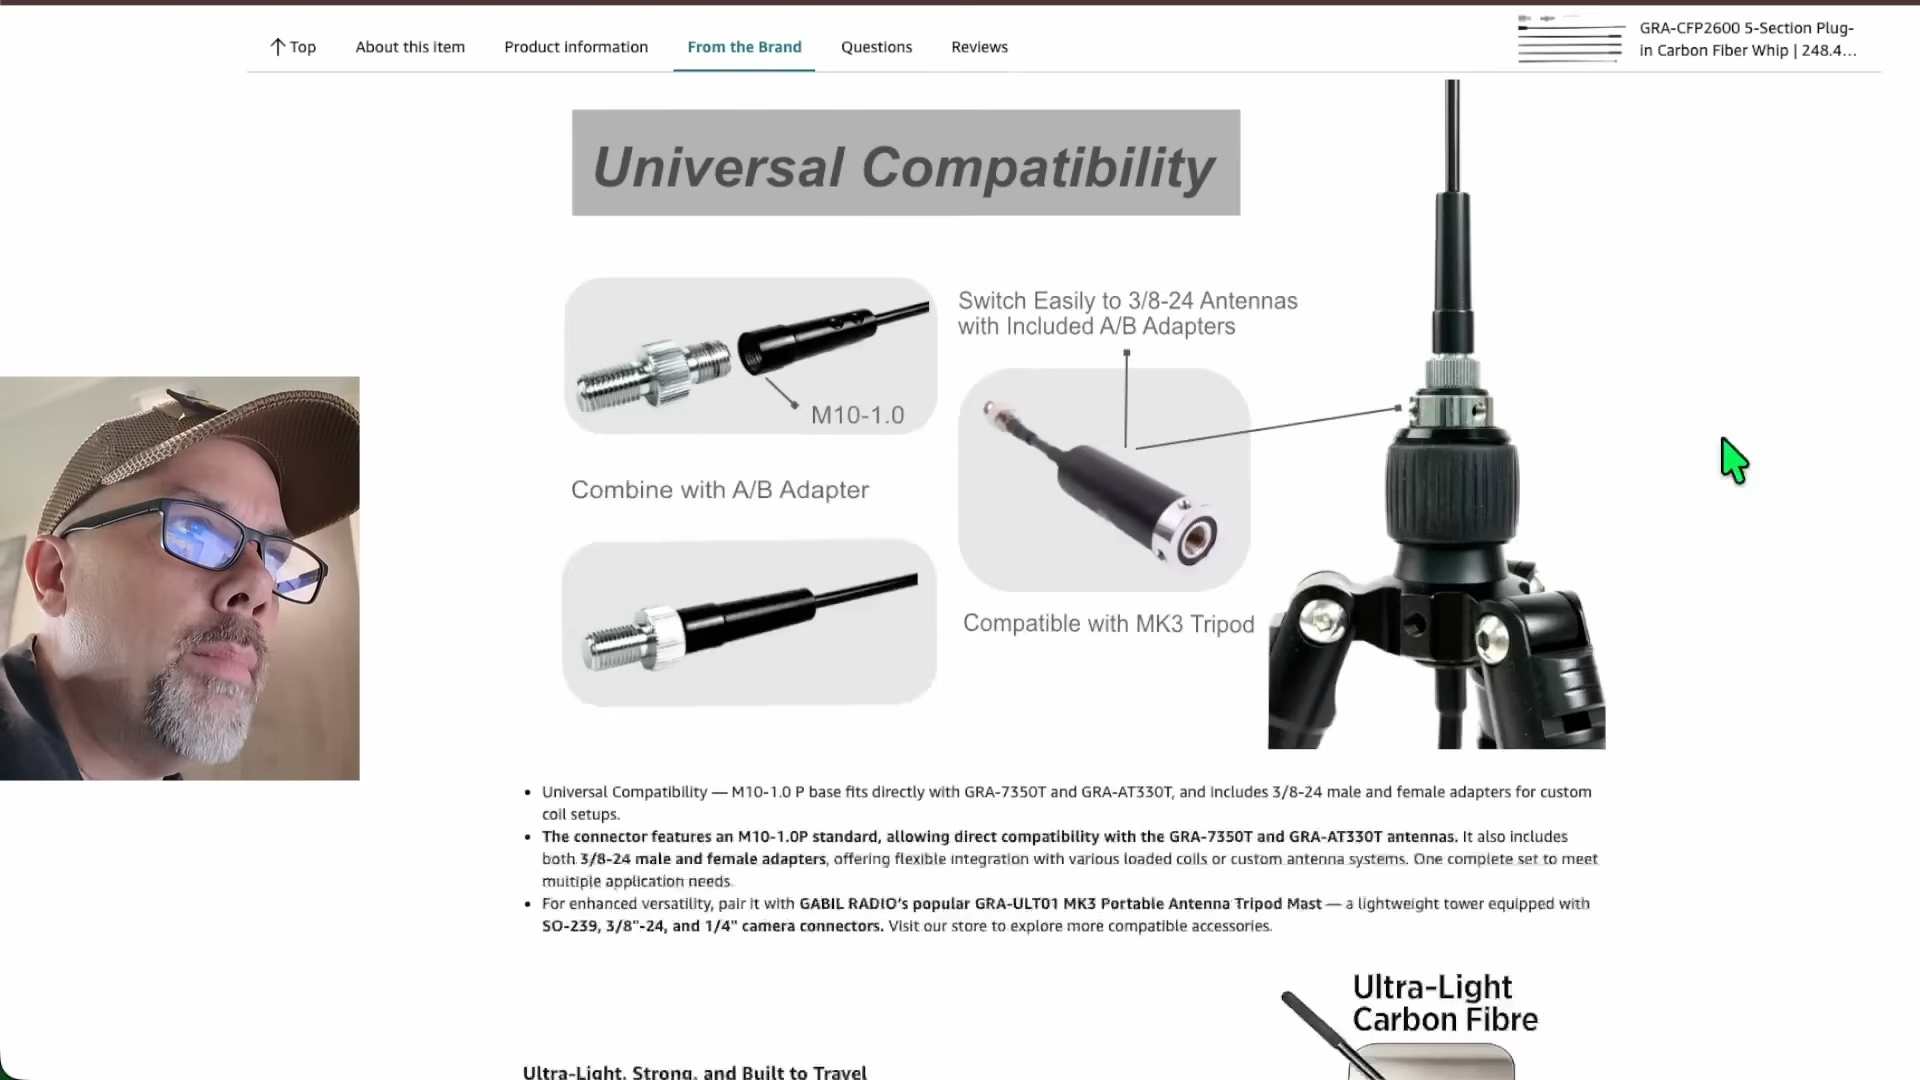 Top
About this item
Product information
From the Brand
Questions
Reviews
GRA-CFP2600 5-Section Plug-
in Carbon Fiber Whip | 248.4...
Universal Compatibility
Switch Easily to 3/8-24 Antennas
with Included A/B Adapters
M10-1.0
Combine with A/B Adapter
Compatible with MK3 Tripod
• Universal Compatibility — M10-1.0 P base fits directly with GRA-7350T and GRA-AT330T, and includes 3/8-24 male and female adapters for custom
coil setups.
• The connector features an M10-1.0P standard, allowing direct compatibility with the GRA-7350T and GRA-AT330T antennas. It also includes
both 3/8-24 male and female adapters, offering flexible integration with various loaded coils or custom antenna systems. One complete set to meet
multiple application needs.
• For enhanced versatility, pair it with GABIL RADIO's popular GRA-ULT01 MK3 Portable Antenna Tripod Mast — a lightweight tower equipped with
SO-239, 3/8"-24, and 1/4" camera connectors. Visit our store to explore more compatible accessories.
Ultra-Light
Carbon Fibre
Ultra-Light, Strong, and Built to Travel